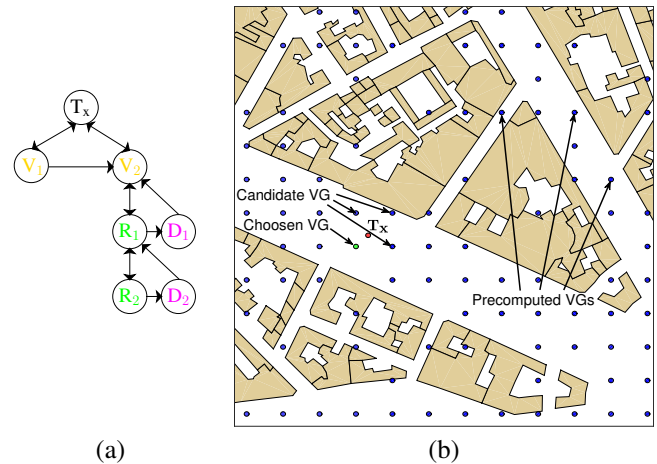 Tx
V1 V2
R1 D1
R2 D2
(a)
Candidate VG
Choosen VG
Tx
Precomputed VGs
(b)